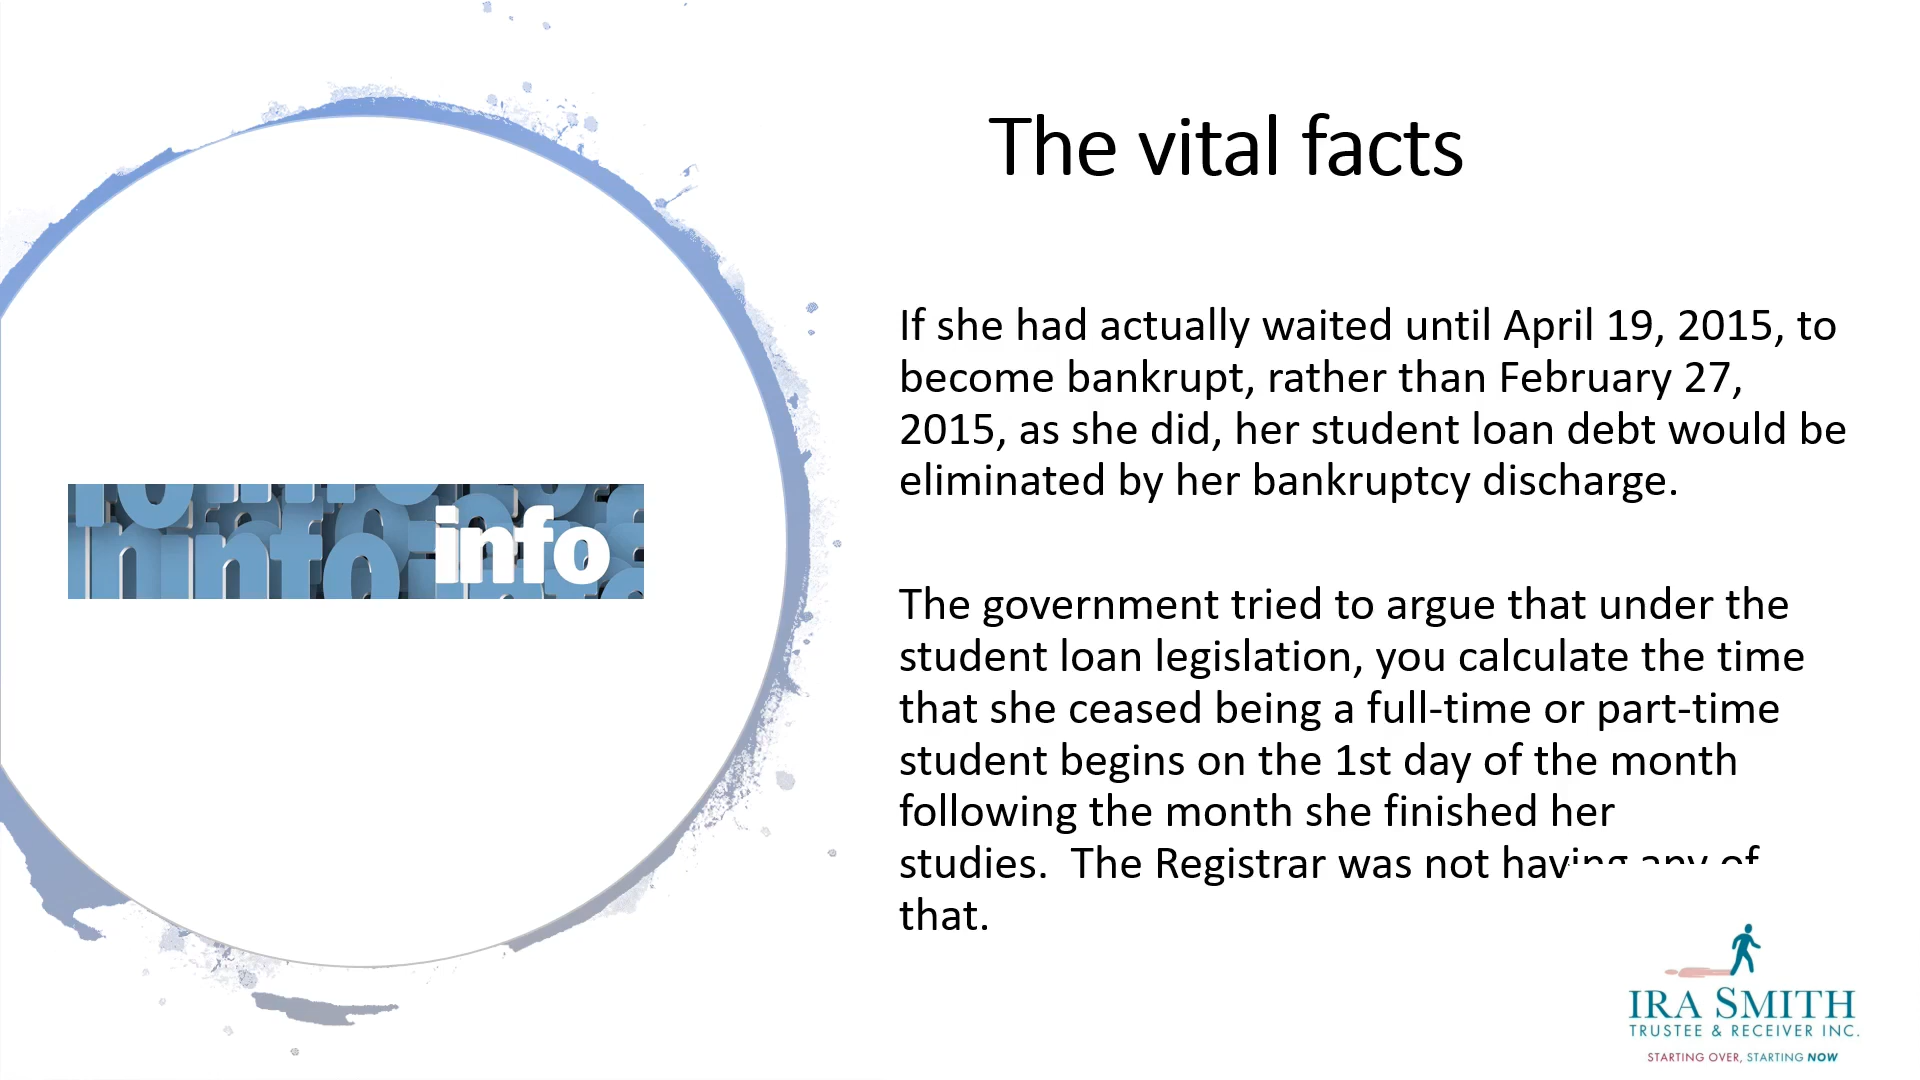 The vital facts
If she had actually waited until April 19, 2015, to
become bankrupt, rather than February 27,
2015, as she did, her student loan debt would be
eliminated by her bankruptcy discharge.
The government tried to argue that under the
student loan legislation, you calculate the time
that she ceased being a full-time or part-time
student begins on the 1st day of the month
following the month she finished her
studies.  The Registrar was not having any of
that.
info
info
IRA SMITH
TRUSTEE & RECEIVER INC.
STARTING OVER, STARTING NOW